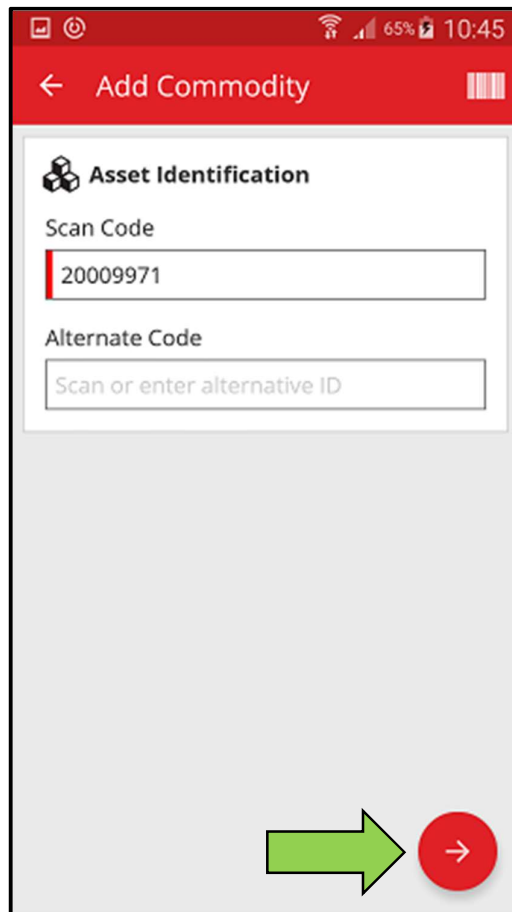 65% 10:45
Add Commodity
Asset Identification
Scan Code
20009971
Alternate Code
Scan or enter alternative ID